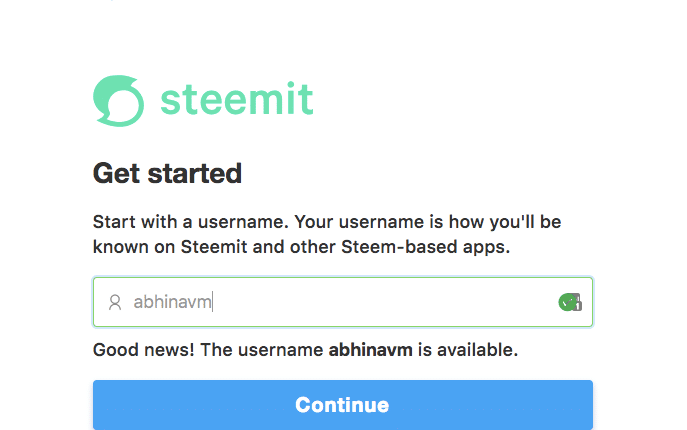 steemit
Get started
Start with a username. Your username is how you'll be
known on Steemit and other Steem-based apps.
abhinavm
Good news! The username abhinavm is available.
Continue